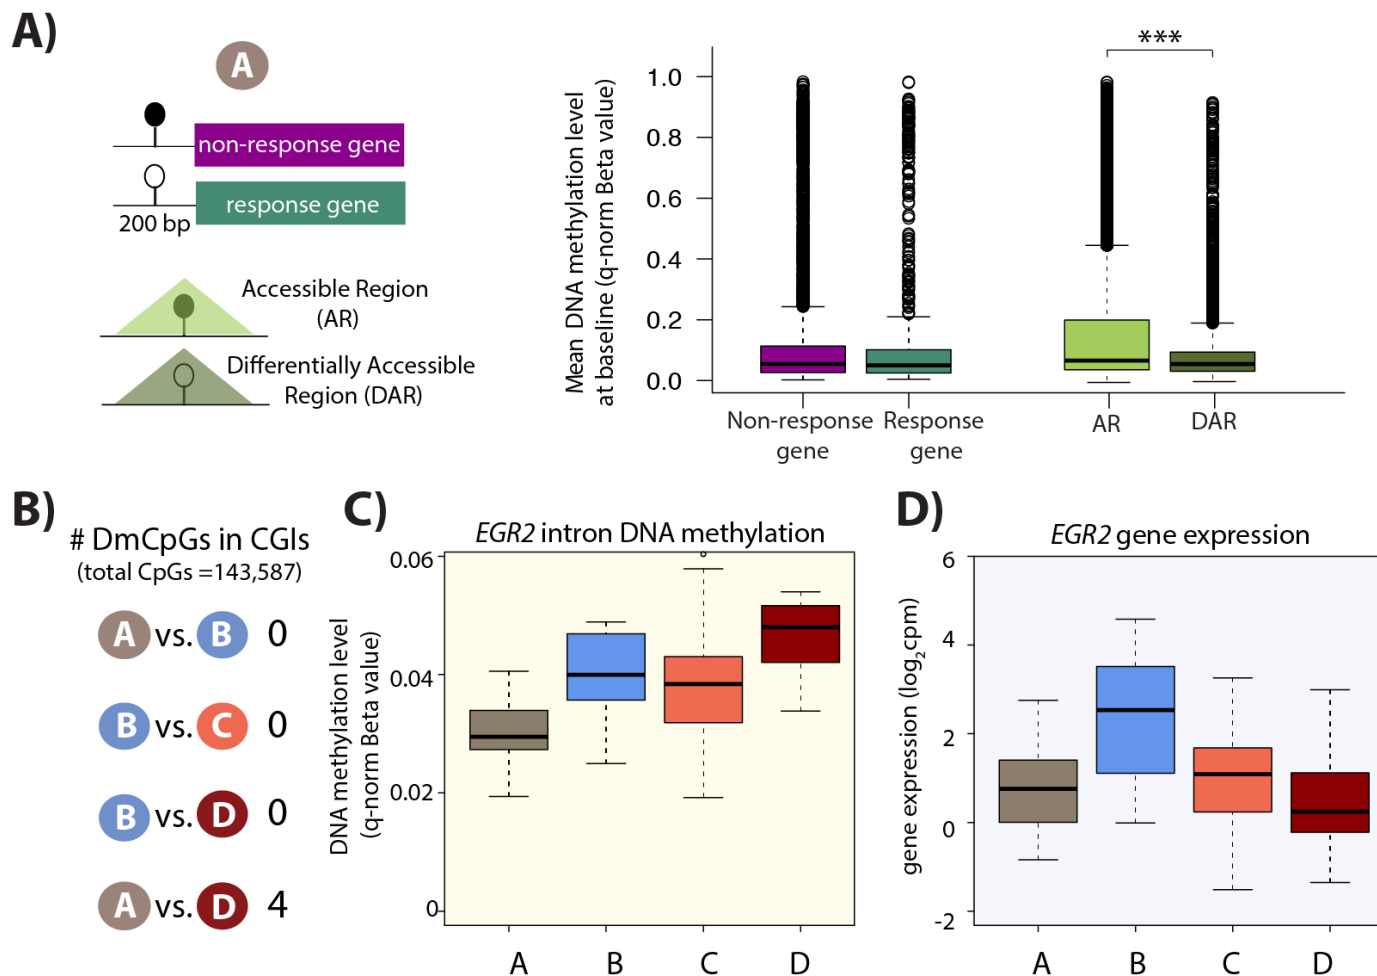 A)
A
non-response gene
response gene
200 bp
Accessible Region
(AR)
Differentially Accessible
Region (DAR)
Mean DNA methylation level
at baseline (q-norm Beta value)
1.0
0.8
0.6
0.4
0.2
0.0
***
Non-response
gene
Response
gene
AR
DAR
B)
# DmCpGs in CGIs
(total CpGs =143,587)
A vs. B 0
B vs. C 0
B vs. D 0
A vs. D 4
C)
EGR2 intron DNA methylation
DNA methylation level
(q-norm Beta value)
0.06
0.04
0.02
0
A B C D
D)
EGR2 gene expression
gene expression (log2cpm)
6
4
2
0
-2
A B C D